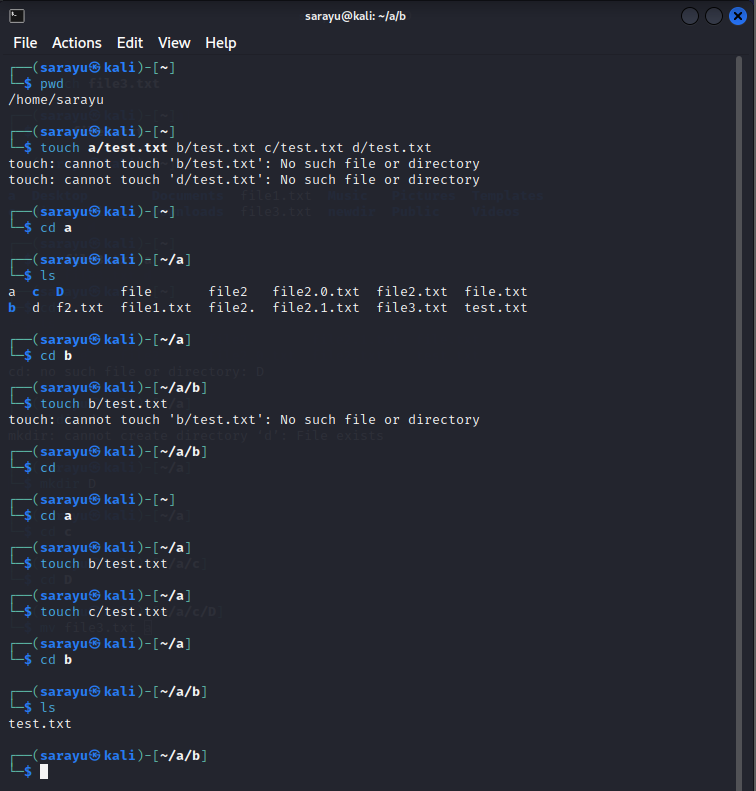 sarayu@kali: ~/a/b
File Actions Edit View Help
┌──(sarayu㉿kali)-[~]
└─$ pwd
/home/sarayu
┌──(sarayu㉿kali)-[~]
└─$ touch a/test.txt b/test.txt c/test.txt d/test.txt
touch: cannot touch 'b/test.txt': No such file or directory
touch: cannot touch 'd/test.txt': No such file or directory
┌──(sarayu㉿kali)-[~]
└─$ cd a
┌──(sarayu㉿kali)-[~/a]
└─$ ls
a c D file file2 file2.0.txt file2.txt file.txt
b d f2.txt file1.txt file2. file2.1.txt file3.txt test.txt
┌──(sarayu㉿kali)-[~/a]
└─$ cd b
┌──(sarayu㉿kali)-[~/a/b]
└─$ touch b/test.txt
touch: cannot touch 'b/test.txt': No such file or directory
┌──(sarayu㉿kali)-[~/a/b]
└─$ cd
┌──(sarayu㉿kali)-[~]
└─$ cd a
┌──(sarayu㉿kali)-[~/a]
└─$ touch b/test.txt
┌──(sarayu㉿kali)-[~/a]
└─$ touch c/test.txt
┌──(sarayu㉿kali)-[~/a]
└─$ cd b
┌──(sarayu㉿kali)-[~/a/b]
└─$ ls
test.txt
┌──(sarayu㉿kali)-[~/a/b]
└─$